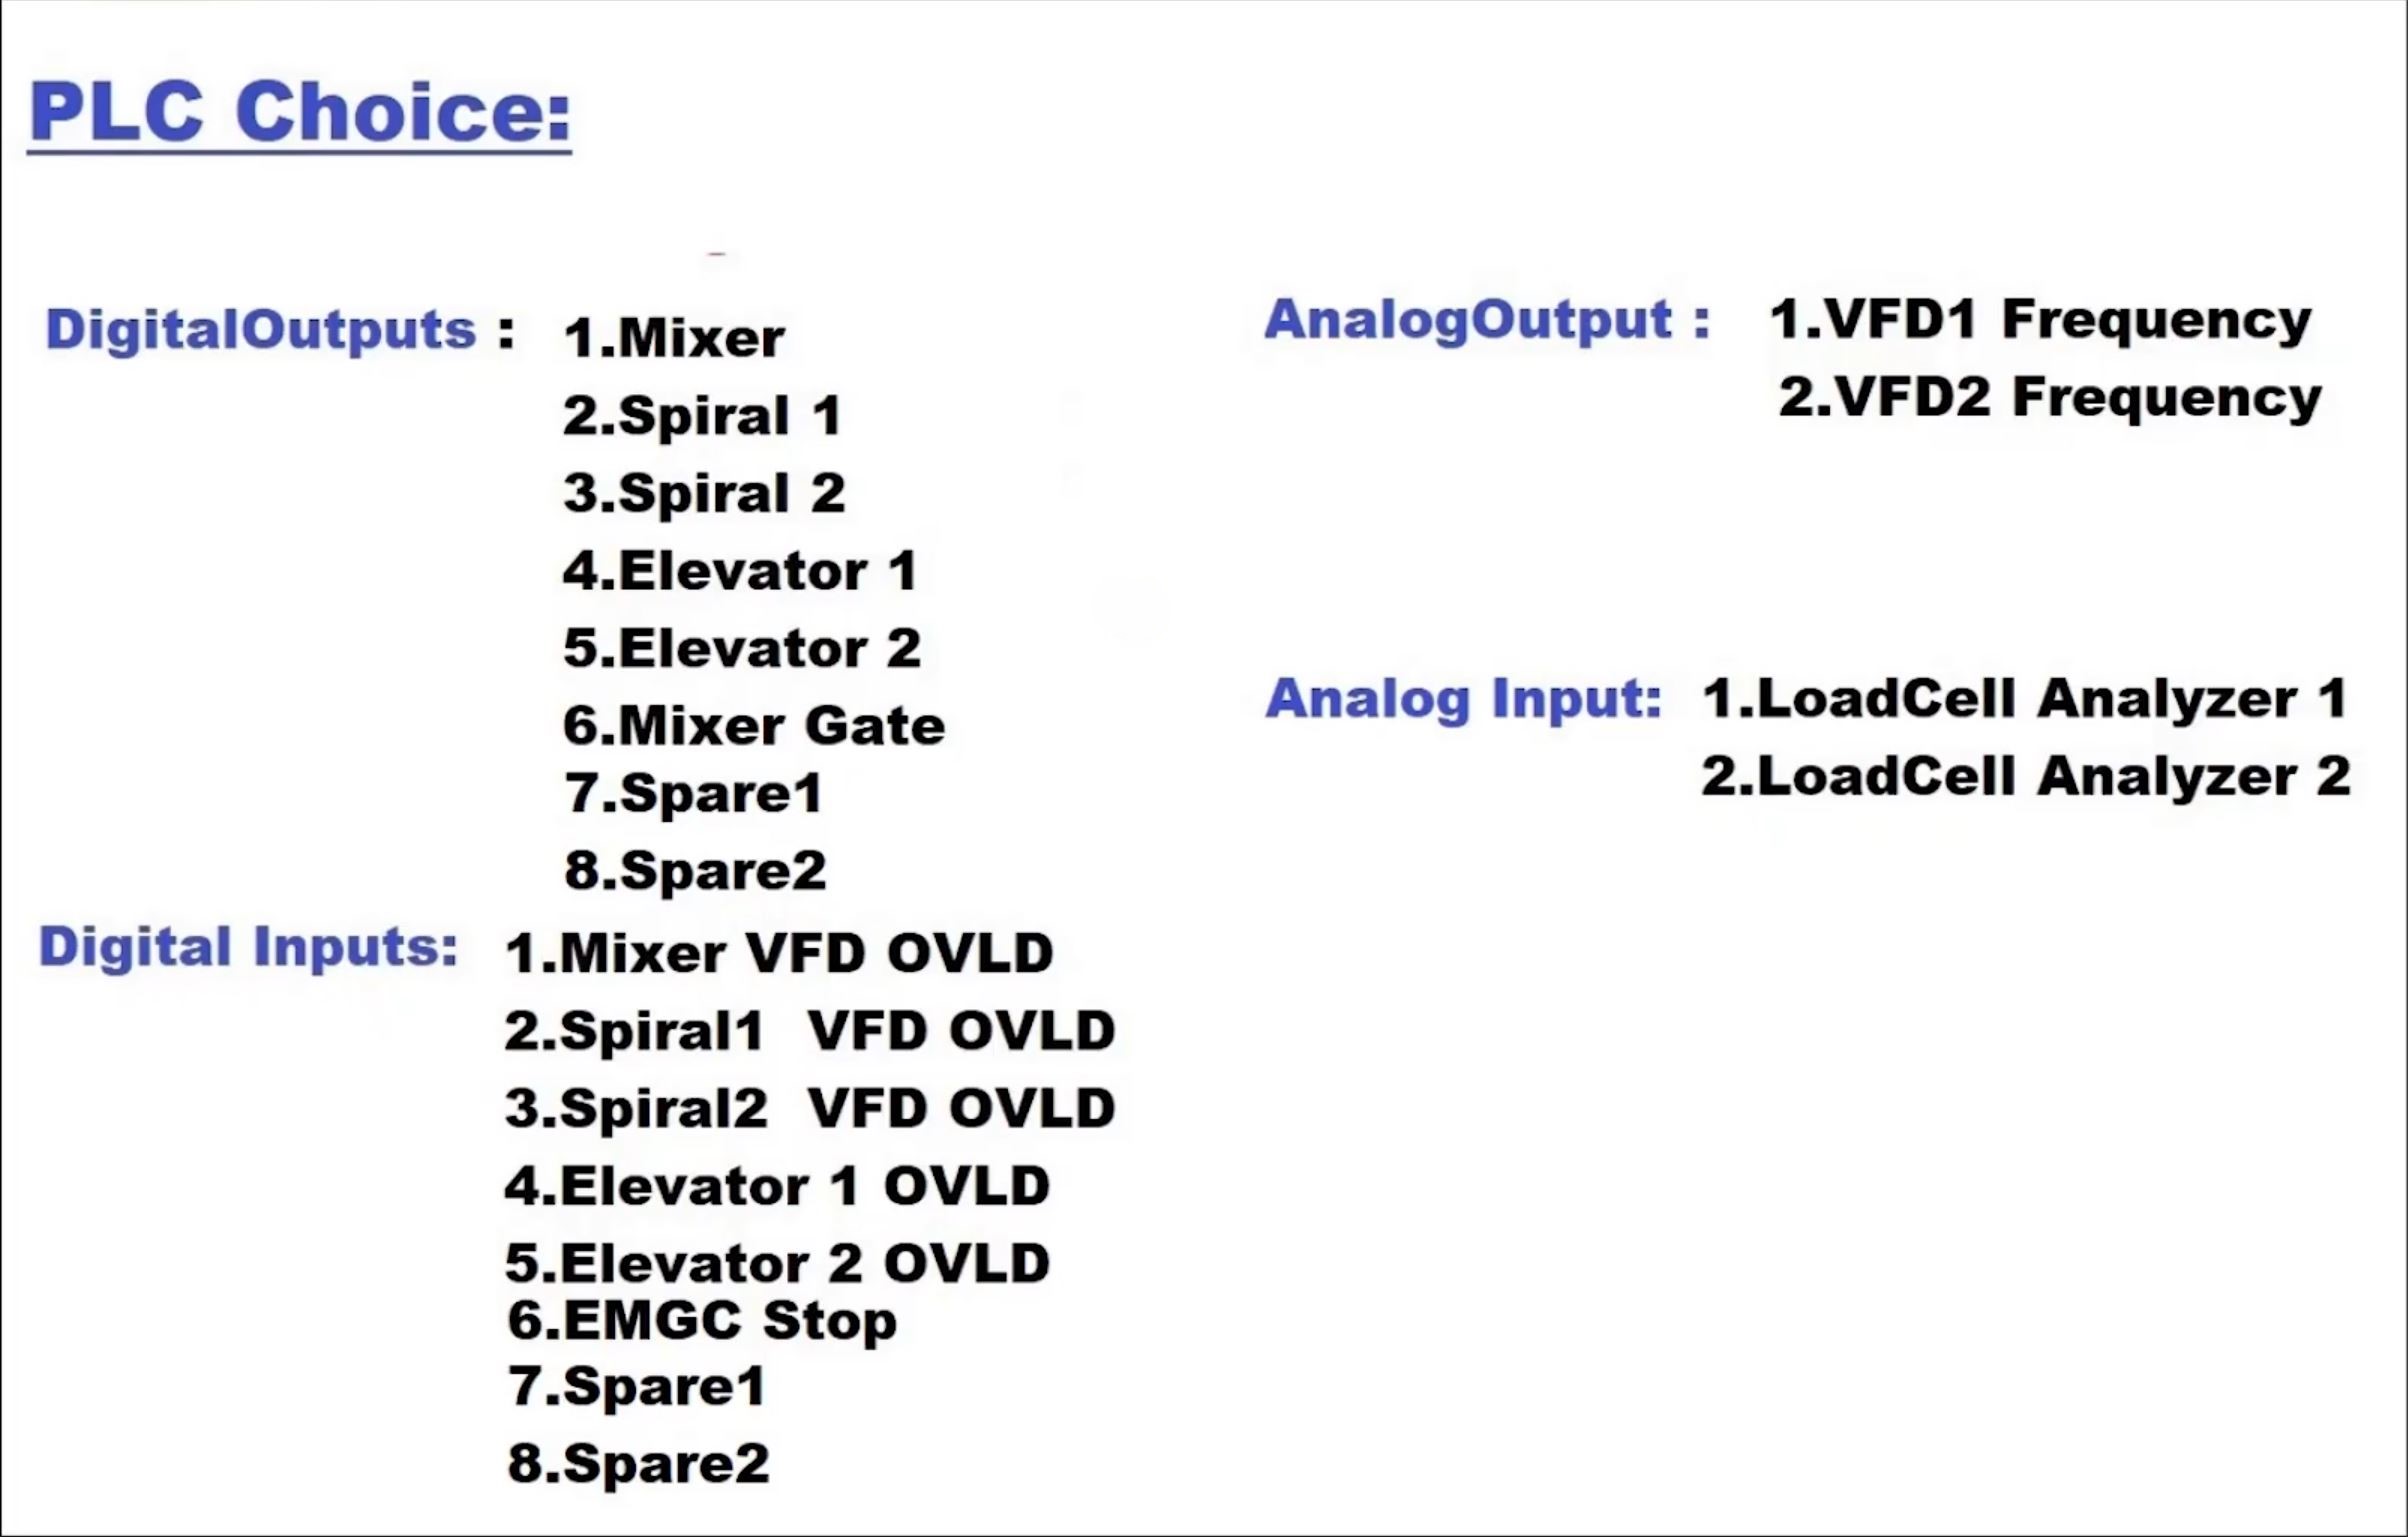 PLC Choice:
DigitalOutputs : 1.Mixer
2.Spiral 1
3.Spiral 2
4.Elevator 1
5.Elevator 2
6.Mixer Gate
7.Spare1
8.Spare2
Digital Inputs: 1.Mixer VFD OVLD
2.Spiral1 VFD OVLD
3.Spiral2 VFD OVLD
4.Elevator 1 OVLD
5.Elevator 2 OVLD
6.EMGC Stop
7.Spare1
8.Spare2
AnalogOutput : 1.VFD1 Frequency
2.VFD2 Frequency
Analog Input: 1.LoadCell Analyzer 1
2.LoadCell Analyzer 2